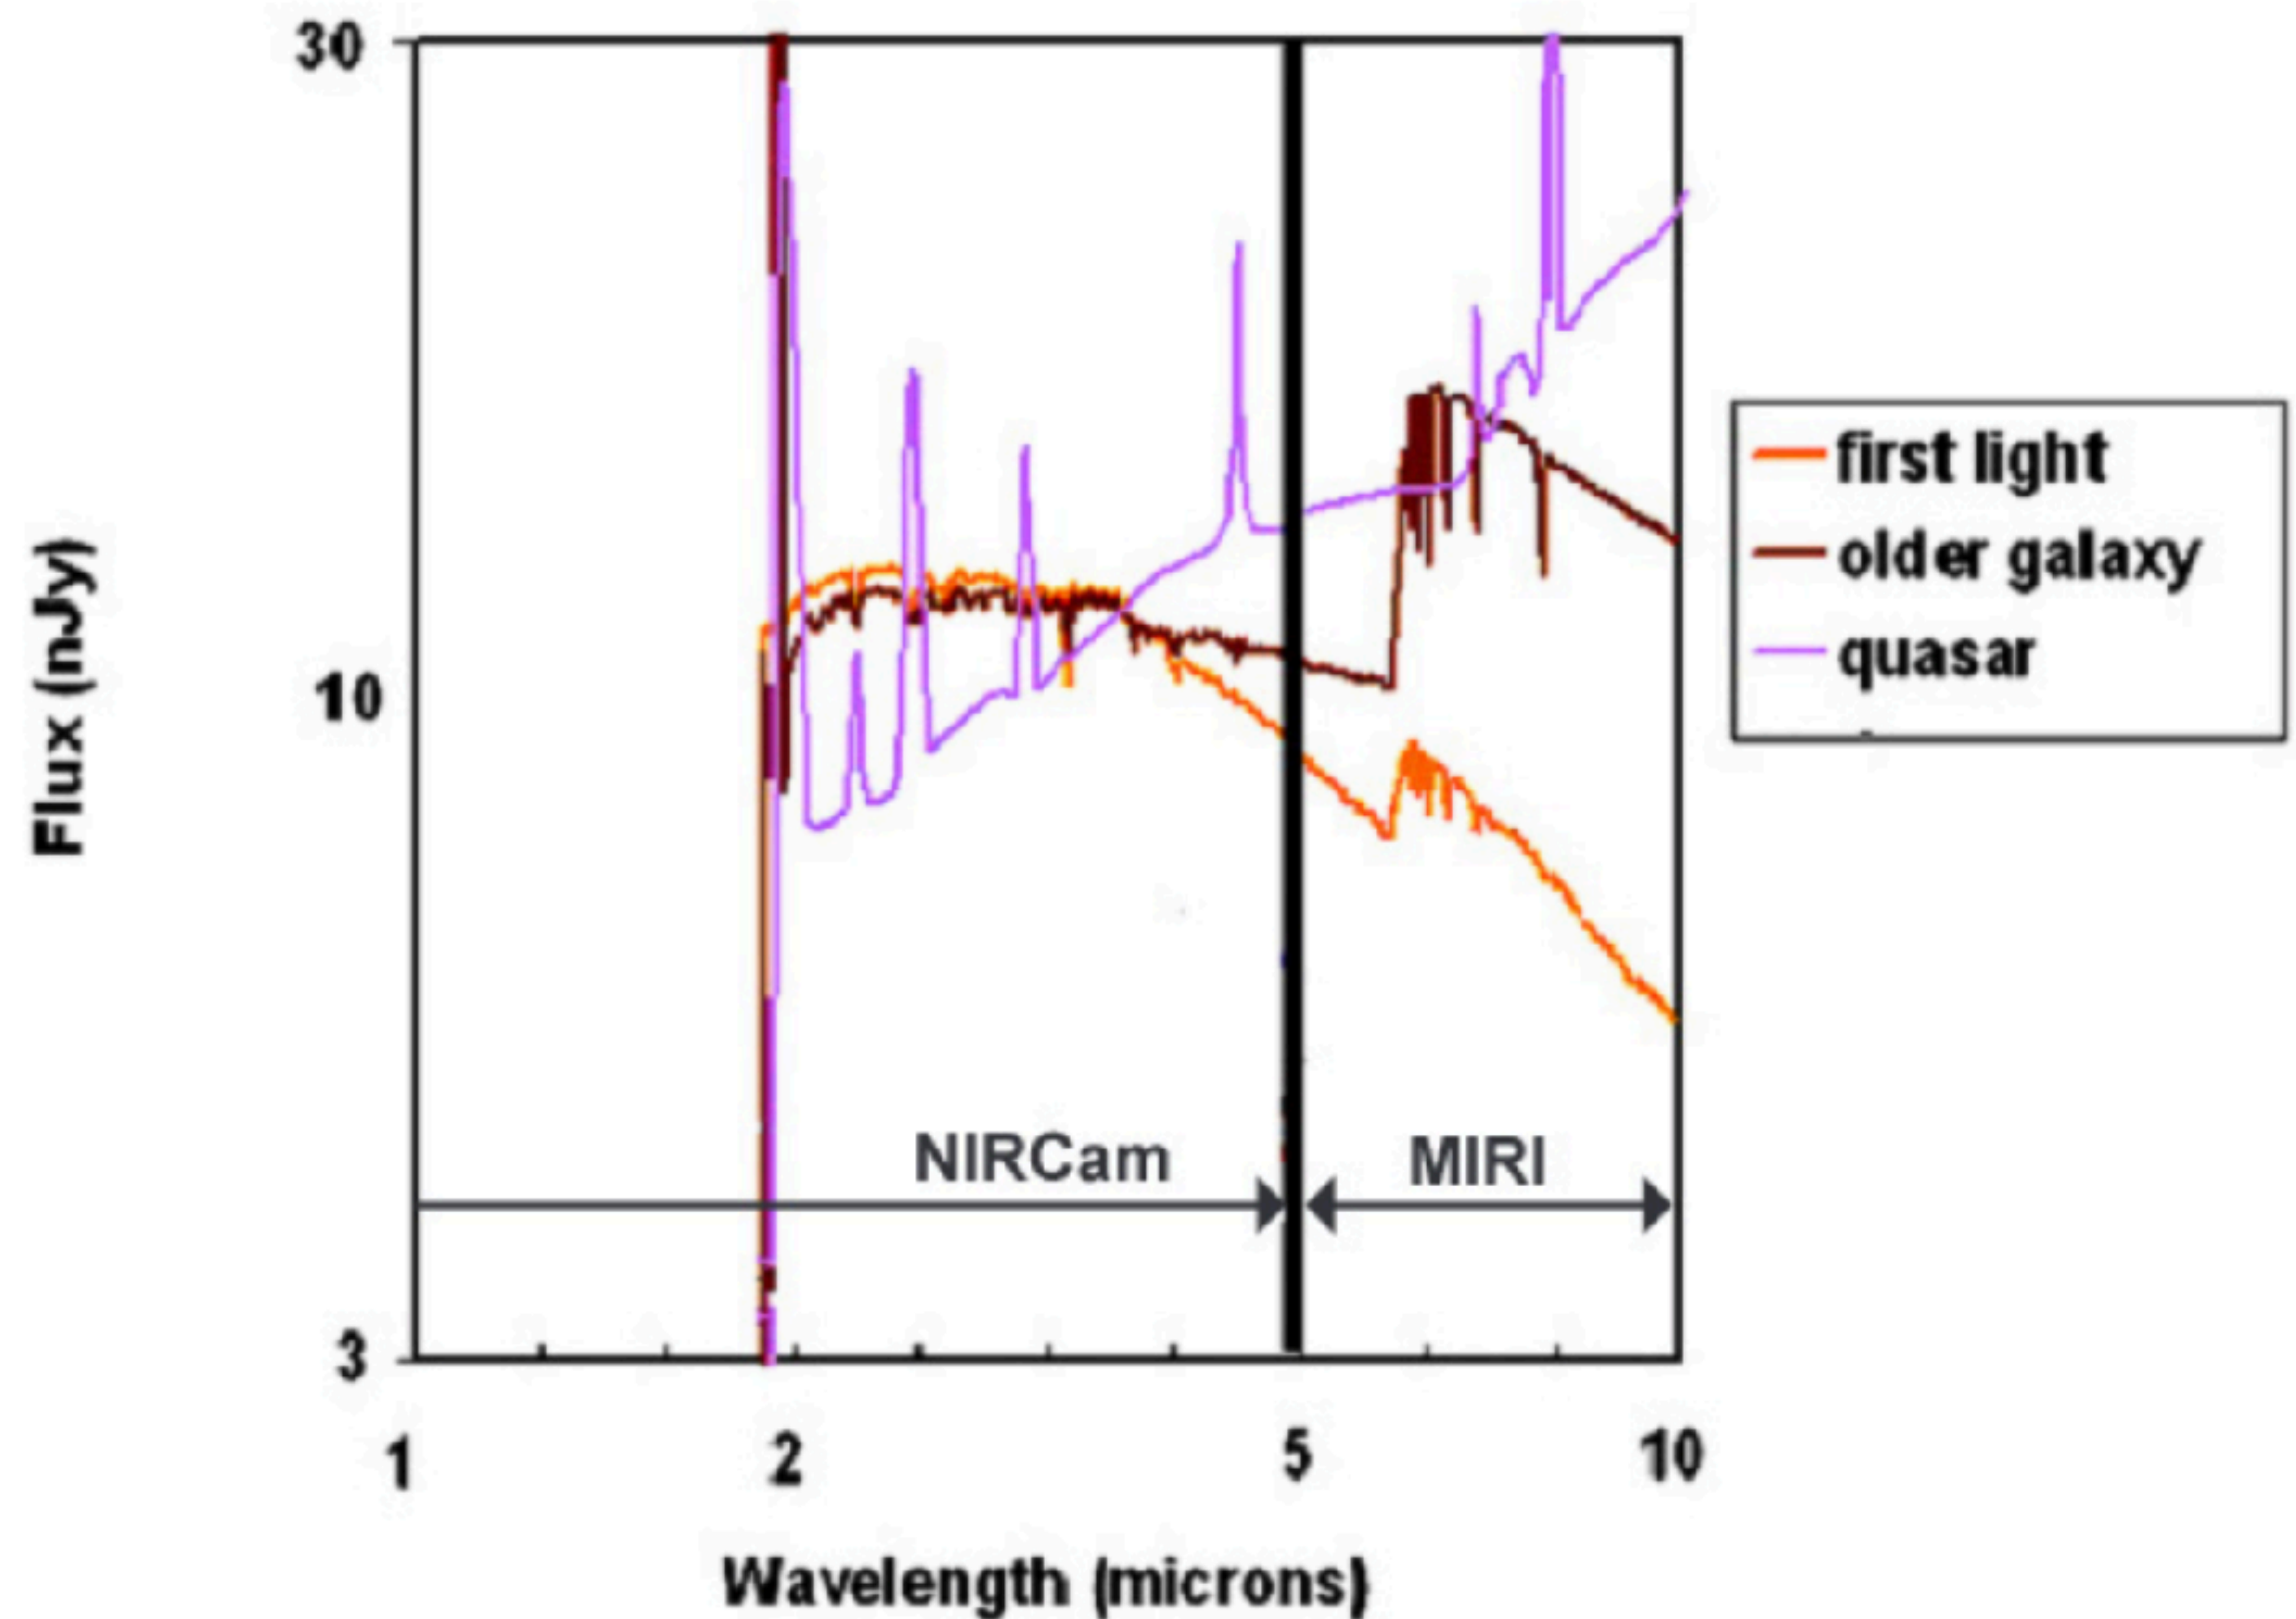 30
10
3
Flux (nJy)
NIRCam
MIRI
first light
older galaxy
quasar
1 2 5 10
Wavelength (microns)